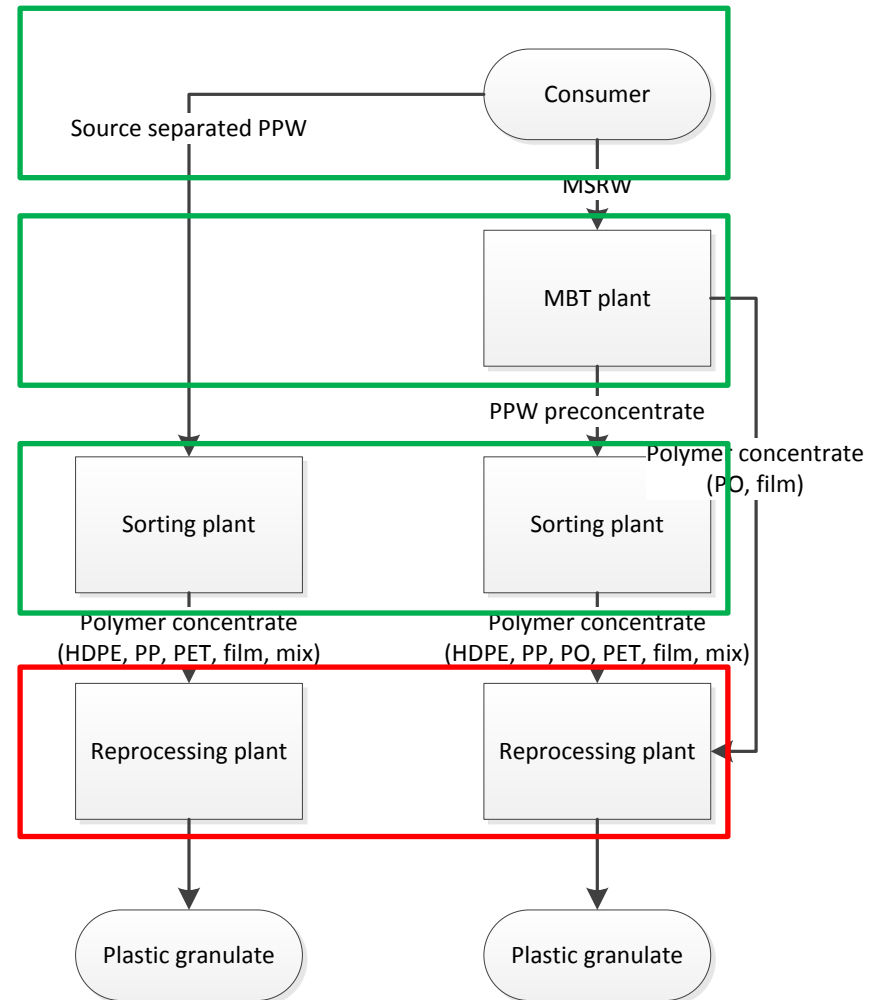 Consumer
Source separated PPW
MSRW
MBT plant
PPW preconcentrate
Polymer concentrate
(PO, film)
Sorting plant
Sorting plant
Polymer concentrate
(HDPE, PP, PET, film, mix)
Polymer concentrate
(HDPE, PP, PO, PET, film, mix)
Reprocessing plant
Reprocessing plant
Plastic granulate
Plastic granulate